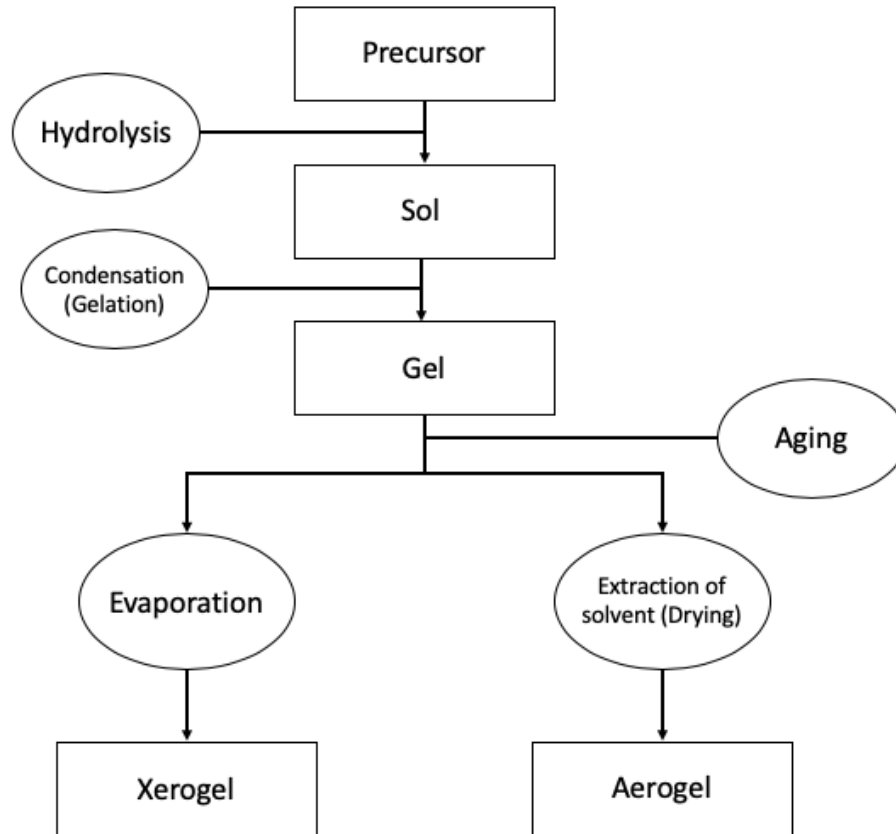 Precursor
Hydrolysis
Sol
Condensation
(Gelation)
Gel
Aging
Evaporation
Extraction of
solvent (Drying)
Xerogel
Aerogel